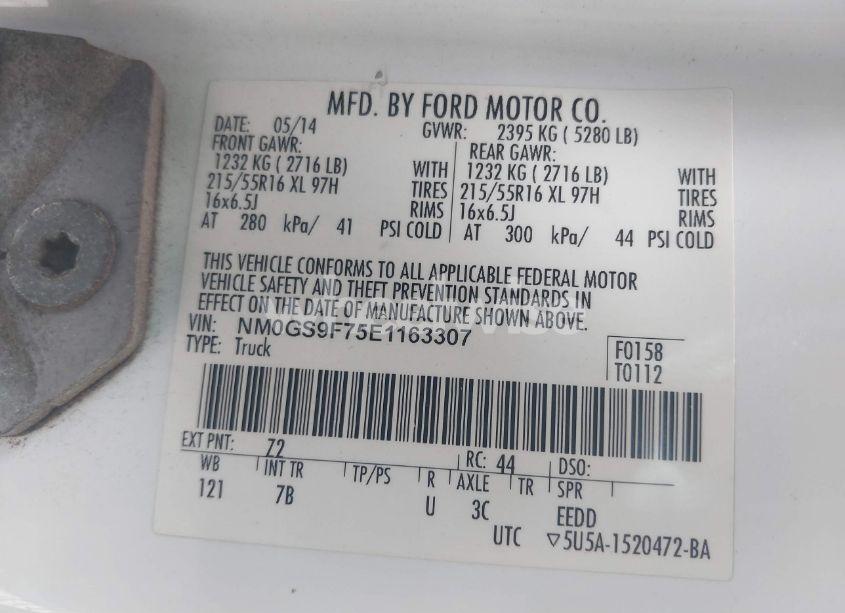 MFD. BY FORD MOTOR CO.
DATE: 05/14 GVWR: 2395 KG ( 5280 LB)
FRONT GAWR: REAR GAWR:
1232 KG ( 2716 LB) WITH 1232 KG ( 2716 LB) WITH
215/55R16 XL 97H TIRES 215/55R16 XL 97H TIRES
16x6.5J RIMS 16x6.5J RIMS
AT 280 kPa/ 41 PSI COLD AT 300 kPa/ 44 PSI COLD
THIS VEHICLE CONFORMS TO ALL APPLICABLE FEDERAL MOTOR
VEHICLE SAFETY AND THEFT PREVENTION STANDARDS IN
EFFECT ON THE DATE OF MANUFACTURE SHOWN ABOVE.
VIN: NM0GS9F75E1163307
TYPE: Truck
F0158
T0112
EXT PNT: Z2 RC: 44 DSO:
WB INT TR TP/PS R AXLE TR SPR
121 7B U 3C EEDD
UTC ▽5U5A-1520472-BA